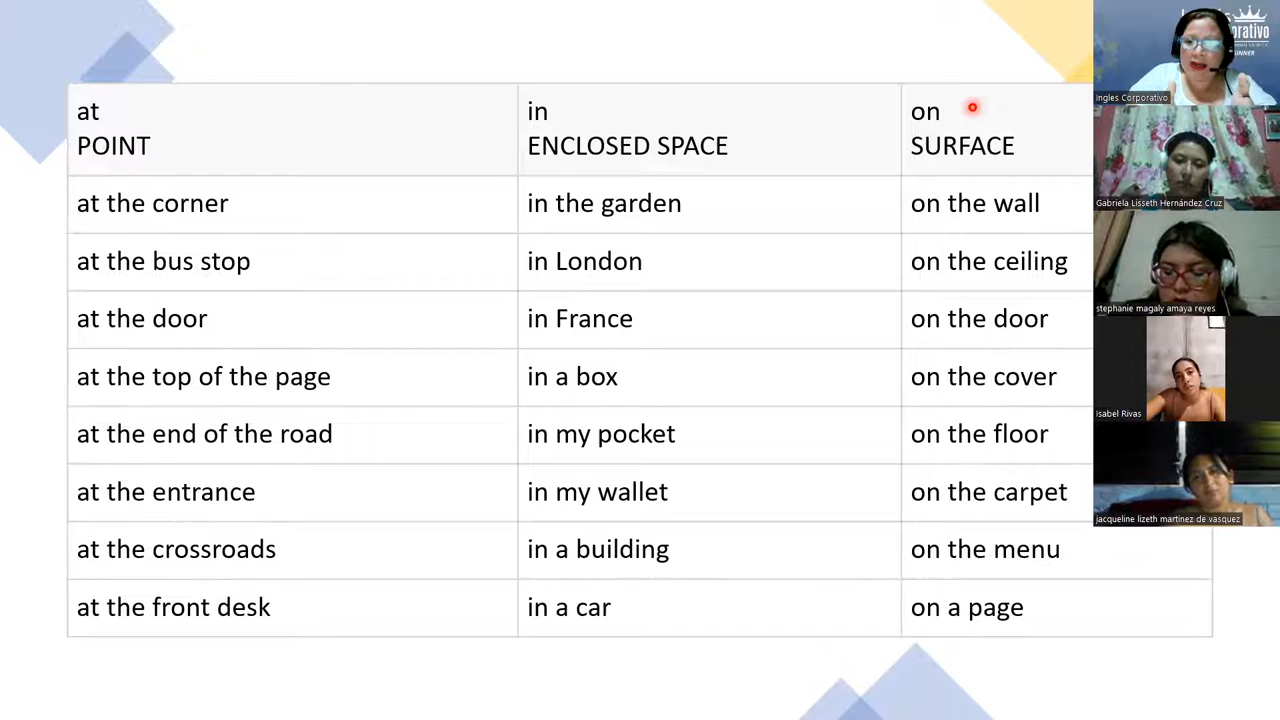 at
POINT
in
ENCLOSED SPACE
on
SURFACE
at the corner
in the garden
on the wall
at the bus stop
in London
on the ceiling
at the door
in France
on the door
at the top of the page
in a box
on the cover
at the end of the road
in my pocket
on the floor
at the entrance
in my wallet
on the carpet
at the crossroads
in a building
on the menu
at the front desk
in a car
on a page
Ingles Corporativo
Gabriela Lisseth Hernández Cruz
stephanie magaly amaya reyes
Isabel Rivas
jacqueline lizeth martinez de vasquez